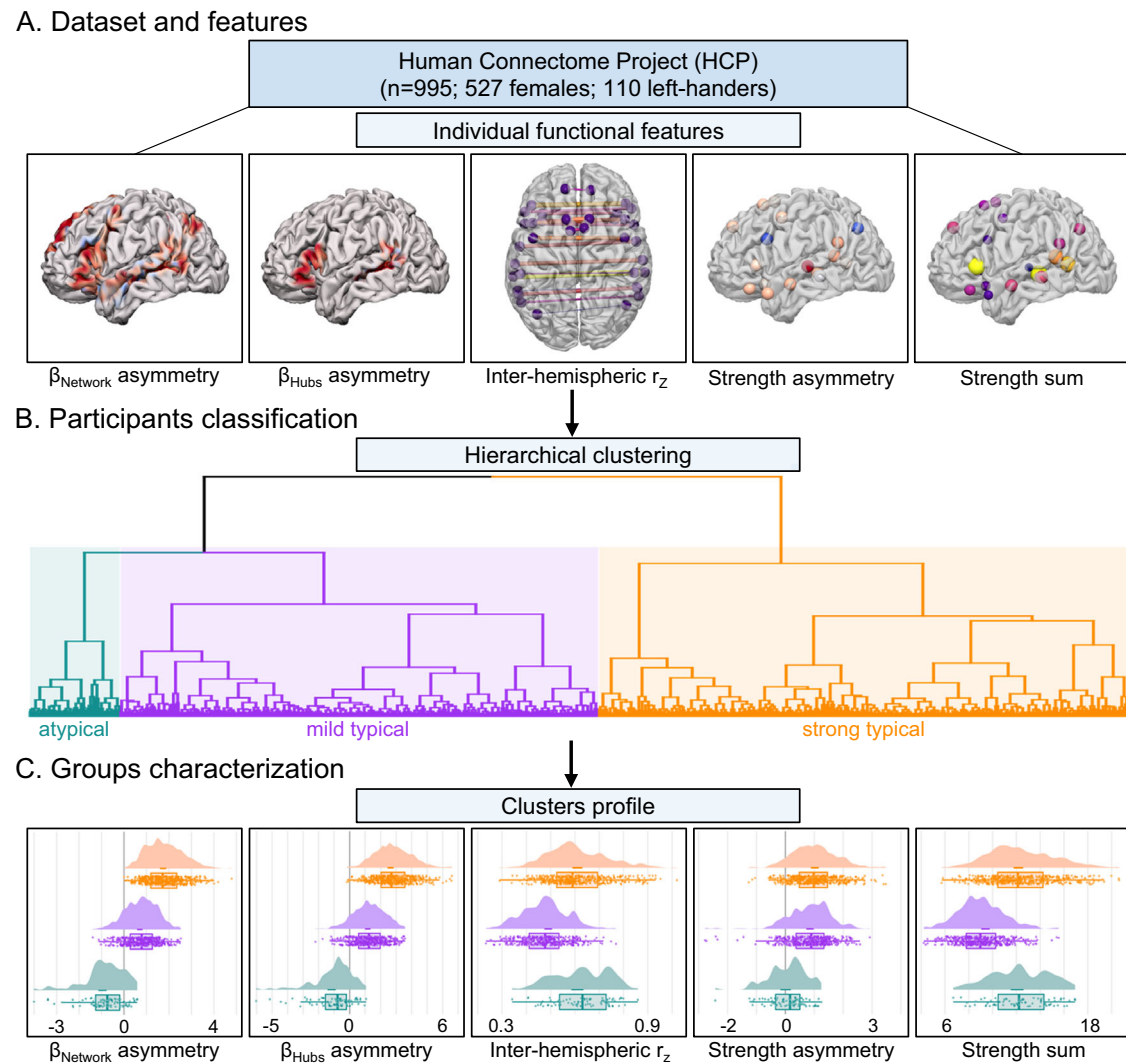 A. Dataset and features
Human Connectome Project (HCP)
(n=995; 527 females; 110 left-handers)
Individual functional features
βNetwork asymmetry
βHubs asymmetry
Inter-hemispheric rZ
Strength asymmetry
Strength sum
B. Participants classification
Hierarchical clustering
atypical
mild typical
strong typical
C. Groups characterization
Clusters profile
-3 0 4
-5 0 6
0.3 0.9
-2 0 3
6 18
βNetwork asymmetry
βHubs asymmetry
Inter-hemispheric rz
Strength asymmetry
Strength sum